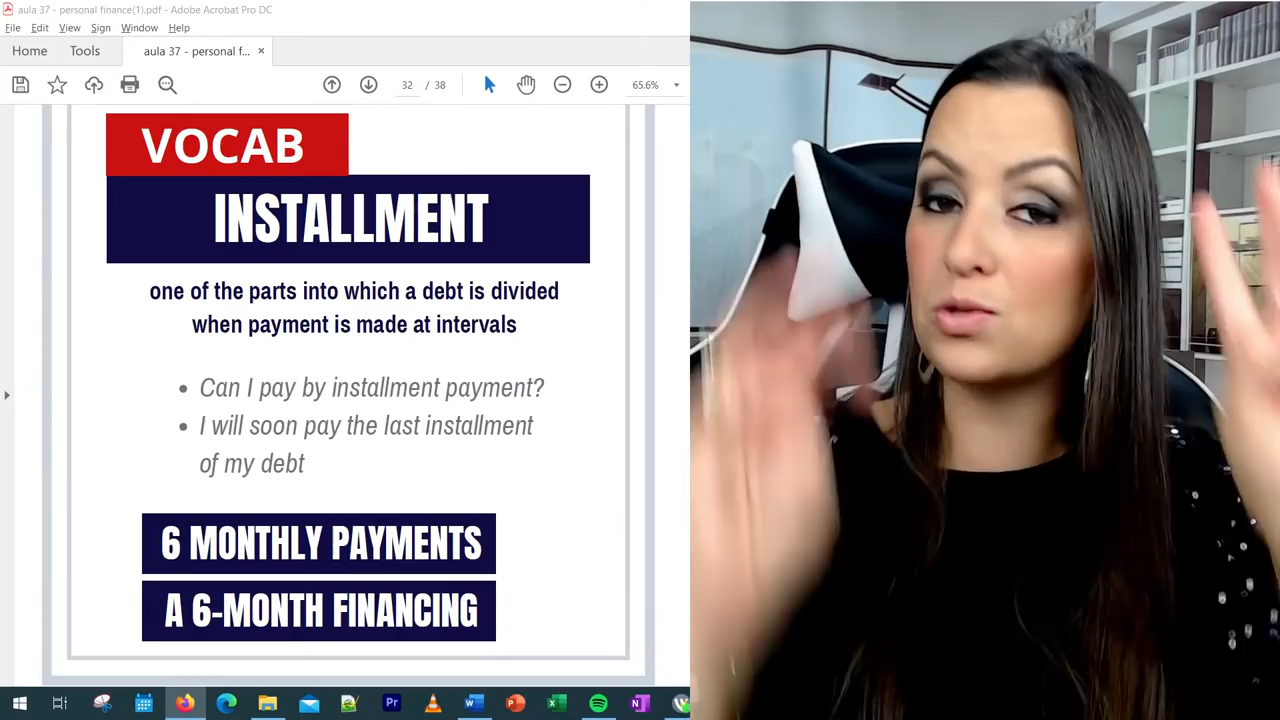 aula 37 - personal finance(1).pdf - Adobe Acrobat Pro DC
File Edit View Sign Window Help
Home Tools aula 37 - personal f... ×
32 / 38 65.6%
VOCAB
INSTALLMENT
one of the parts into which a debt is divided
when payment is made at intervals
• Can I pay by installment payment?
• I will soon pay the last installment
of my debt
6 MONTHLY PAYMENTS
A 6-MONTH FINANCING